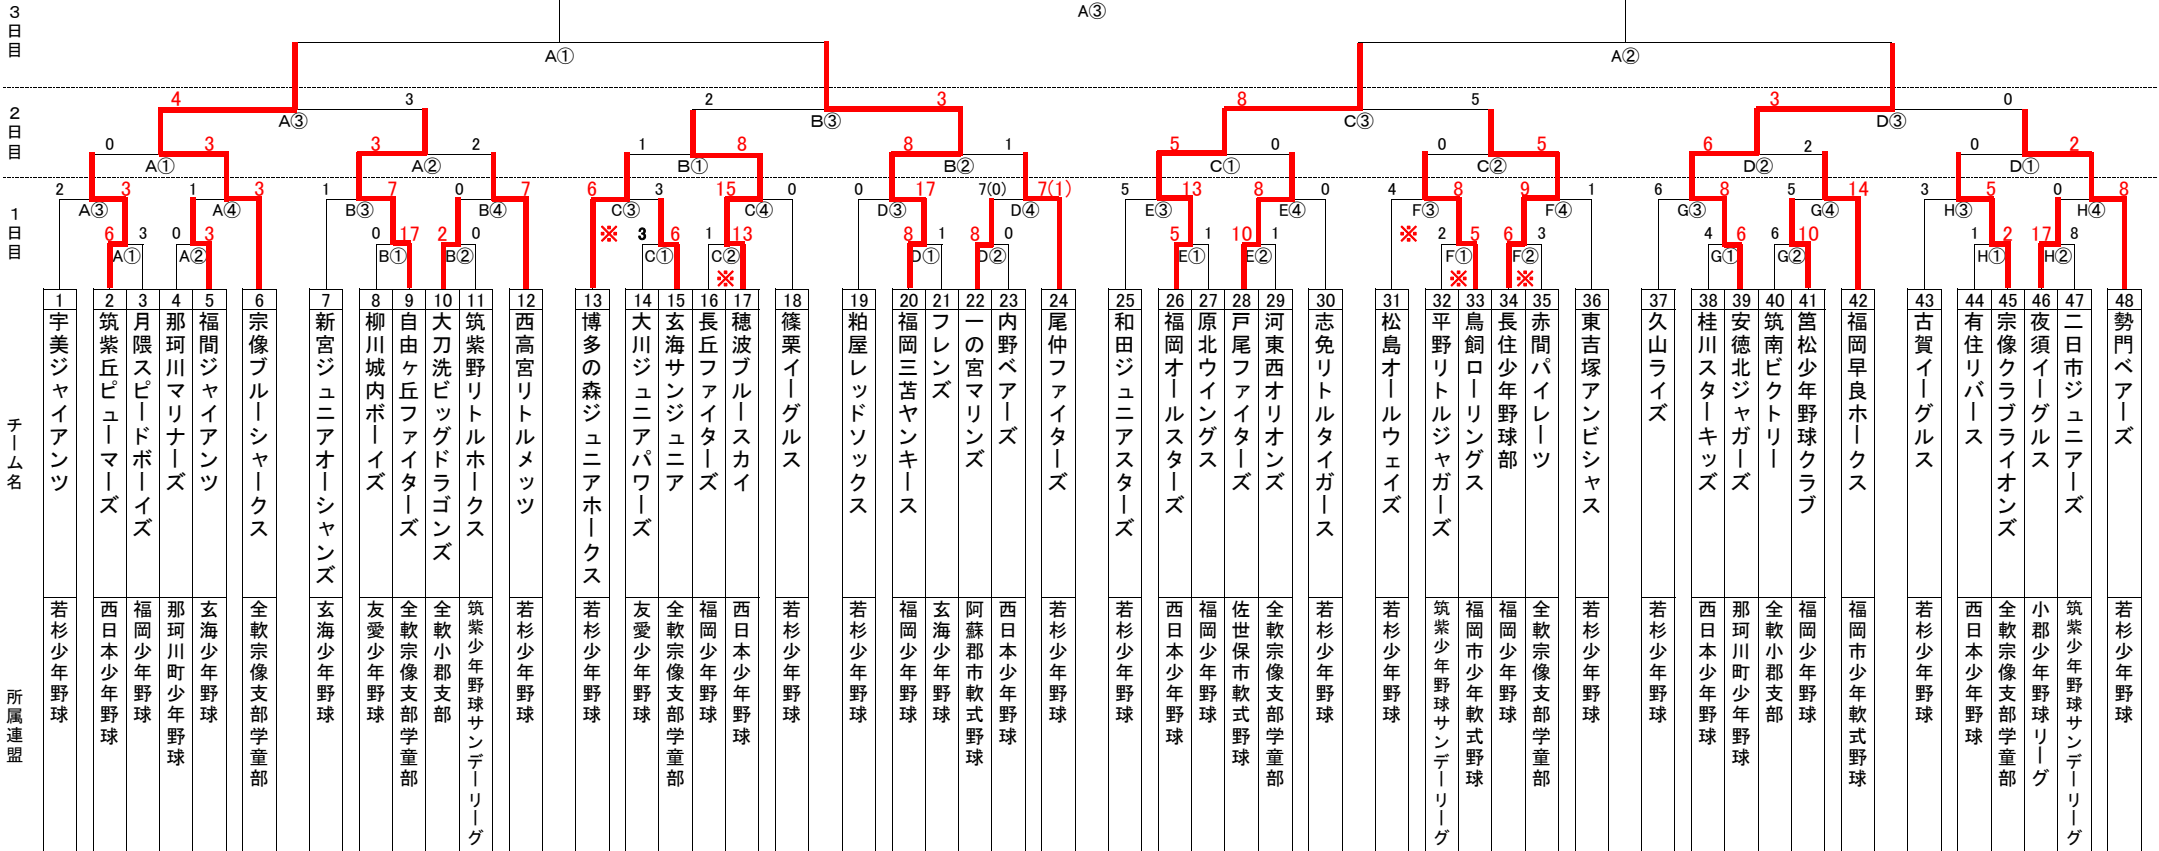 3日目
A③
A①
A②
2日目
4
3
2
3
8
5
3
0
A③
B③
C③
D③
0
3
3
2
1
8
8
1
5
0
0
5
6
2
0
2
A①
A②
B①
B②
C①
C②
D②
D①
1日目
2
3
1
3
1
7
0
7
6
3
15
0
0
17
7(0)
7(1)
5
13
8
0
4
8
9
1
6
8
5
14
3
5
0
8
A③
A④
B③
B④
C③
C④
D③
D④
E③
E④
F③
F④
G③
G④
H③
H④
6
3
0
3
0
17
2
0
※
3
6
1
13
8
1
8
0
5
1
10
1
※
2
5
6
3
4
6
6
10
1
2
17
8
A①
A②
B①
B②
C①
C②
D①
D②
E①
E②
F①
F②
G①
G②
H①
H②
※
※
※
チーム名
所属連盟
1 宇美ジャイアンツ 若杉少年野球
2 筑紫丘ピューマーズ 西日本少年野球
3 月隈スピードボーイズ 福岡少年野球
4 那珂川マリナーズ 那珂川町少年野球
5 福間ジャイアンツ 玄海少年野球
6 宗像ブルーシャークス 全軟宗像支部学童部
7 新宮ジュニアオーシャンズ 玄海少年野球
8 柳川城内ボーイズ 友愛少年野球
9 自由ヶ丘ファイターズ 全軟宗像支部学童部
10 大刀洗ビッグドラゴンズ 全軟小郡支部
11 筑紫野リトルホークス 筑紫少年野球サンデーリーグ
12 西高宮リトルメッツ 若杉少年野球
13 博多の森ジュニアホークス 若杉少年野球
14 大川ジュニアパワーズ 友愛少年野球
15 玄海サンジュニア 全軟宗像支部学童部
16 長丘ファイターズ 福岡少年野球
17 穂波ブルースカイ 西日本少年野球
18 篠栗イーグルス 若杉少年野球
19 粕屋レッドソックス 若杉少年野球
20 福岡三苫ヤンキース 福岡少年野球
21 フレンズ 玄海少年野球
22 一の宮マリンズ 阿蘇郡市軟式野球
23 内野ベアーズ 西日本少年野球
24 尾仲ファイターズ 若杉少年野球
25 和田ジュニアスターズ 若杉少年野球
26 福岡オールスターズ 西日本少年野球
27 原北ウイングス 福岡少年野球
28 戸尾ファイターズ 佐世保市軟式野球
29 河東西オリオンズ 全軟宗像支部学童部
30 志免リトルタイガース 若杉少年野球
31 松島オールウェイズ 若杉少年野球
32 平野リトルジャガーズ 筑紫少年野球サンデーリーグ
33 鳥飼ローリングス 福岡市少年軟式野球
34 長住少年野球部 福岡少年野球
35 赤間パイレーツ 全軟宗像支部学童部
36 東吉塚アンビシャス 若杉少年野球
37 久山ライズ 若杉少年野球
38 桂川スターキッズ 西日本少年野球
39 安徳北ジャガーズ 那珂川町少年野球
40 筑南ビクトリー 全軟小郡支部
41 筥松少年野球クラブ 福岡少年野球
42 福岡早良ホークス 福岡市少年軟式野球
43 古賀イーグルス 若杉少年野球
44 有住リバース 西日本少年野球
45 宗像クラブライオンズ 全軟宗像支部学童部
46 夜須イーグルス 小郡少年野球リーグ
47 二日市ジュニアーズ 筑紫少年野球サンデーリーグ
48 勢門ベアーズ 若杉少年野球